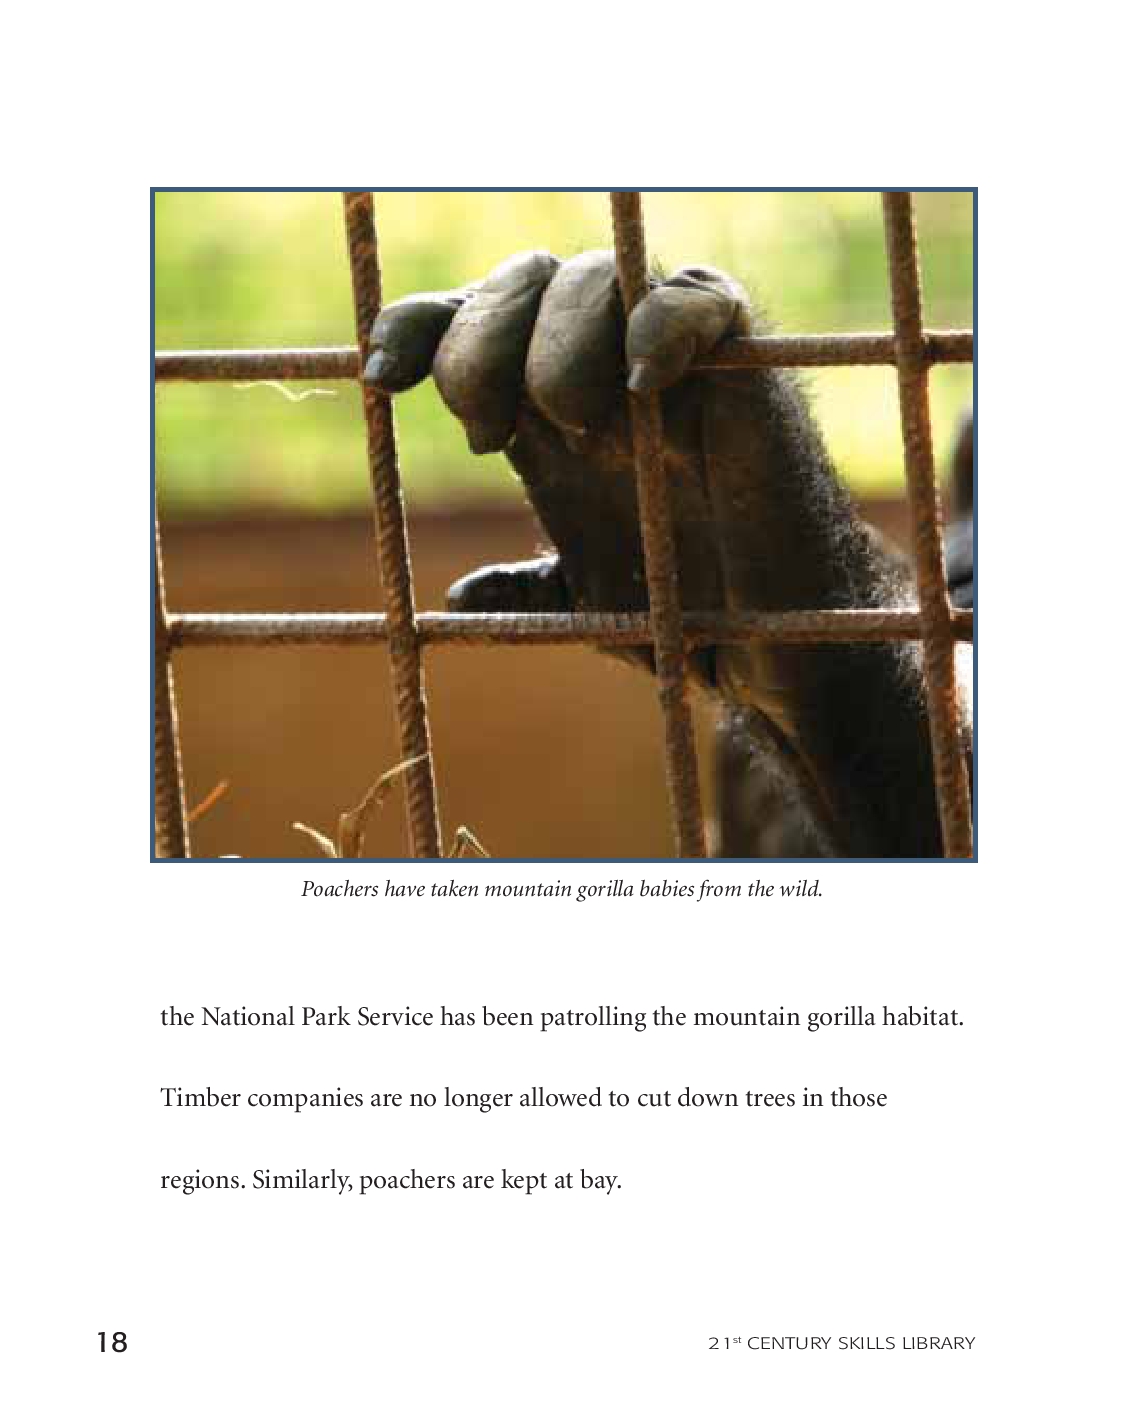 Poachers have taken mountain gorilla babies from the wild.
the National Park Service has been patrolling the mountain gorilla habitat.
Timber companies are no longer allowed to cut down trees in those
regions. Similarly, poachers are kept at bay.
18
21st CENTURY SKILLS LIBRARY